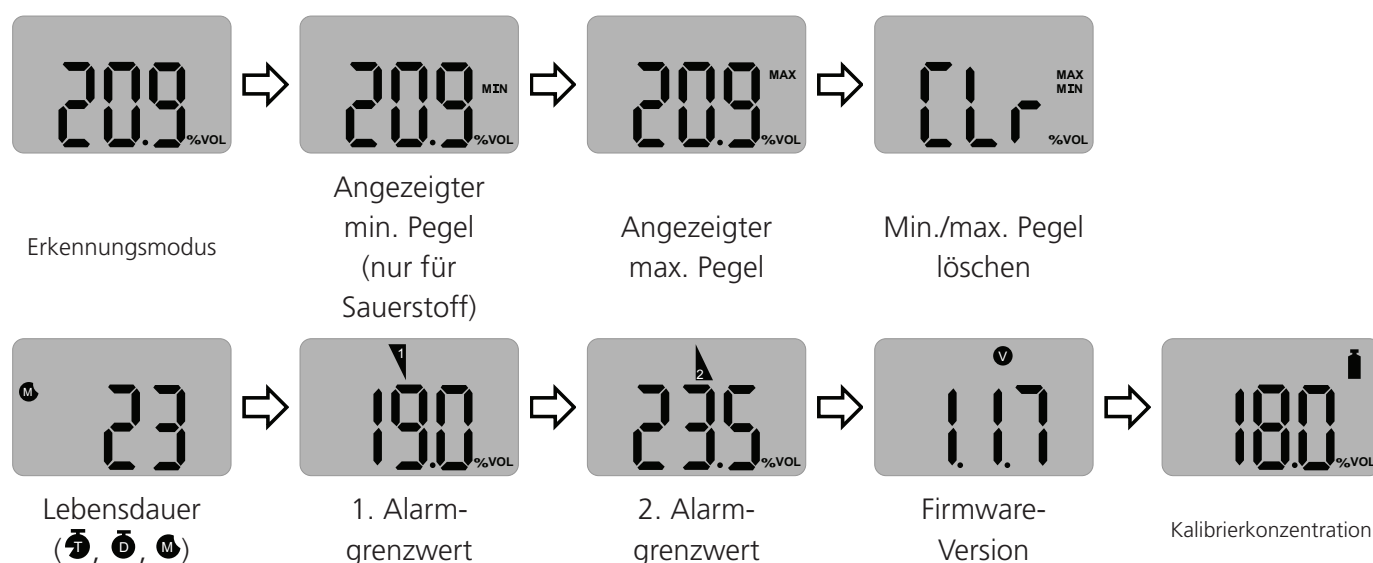 20.9 %VOL
20.9 MIN %VOL
20.9 MAX %VOL
CLr MAX MIN %VOL
Erkennungsmodus
Angezeigter
min. Pegel
(nur für
Sauerstoff)
Angezeigter
max. Pegel
Min./max. Pegel
löschen
M 23
1 19.0 %VOL
2 23.5 %VOL
V 1.1.7
18.0 %VOL
Lebensdauer
(T, D, M)
1. Alarm-
grenzwert
2. Alarm-
grenzwert
Firmware-
Version
Kalibrierkonzentration